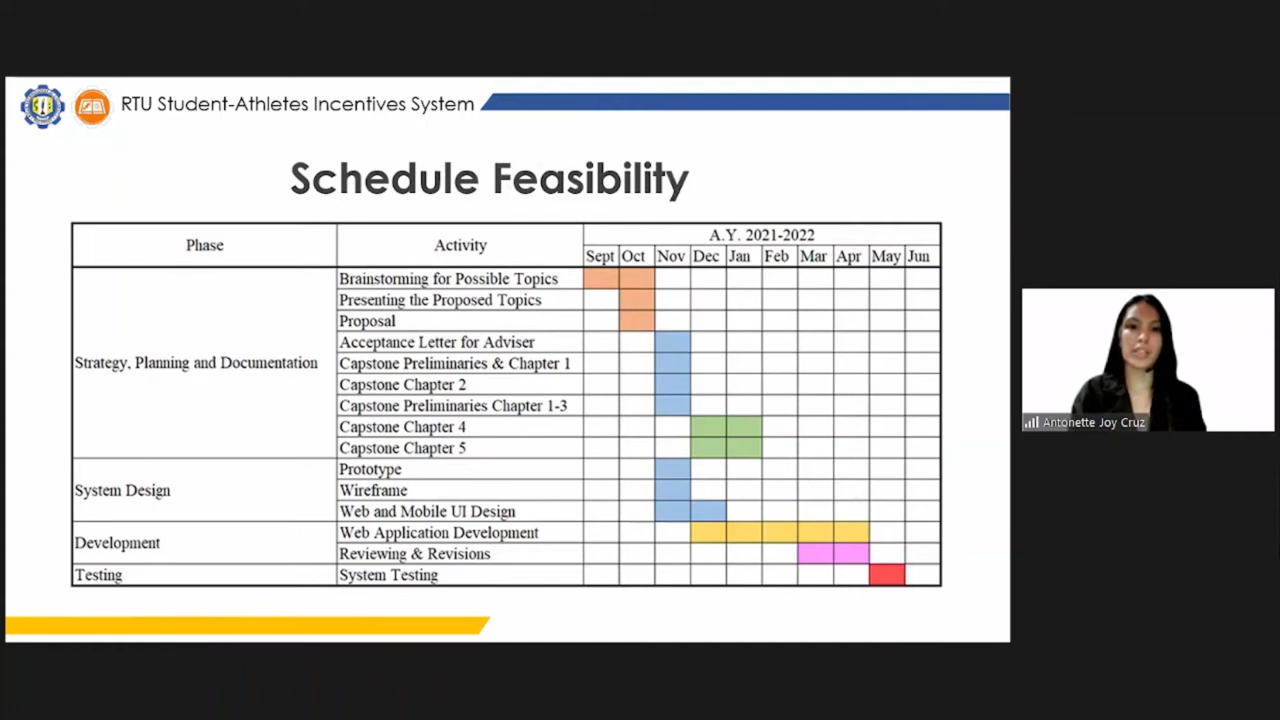 RTU Student-Athletes Incentives System
Schedule Feasibility
Phase
Activity
A.Y. 2021-2022
Sept Oct Nov Dec Jan Feb Mar Apr May Jun
Strategy, Planning and Documentation
Brainstorming for Possible Topics
Presenting the Proposed Topics
Proposal
Acceptance Letter for Adviser
Capstone Preliminaries & Chapter 1
Capstone Chapter 2
Capstone Preliminaries Chapter 1-3
Capstone Chapter 4
Capstone Chapter 5
System Design
Prototype
Wireframe
Web and Mobile UI Design
Development
Web Application Development
Reviewing & Revisions
Testing
System Testing
Antonette Joy Cruz